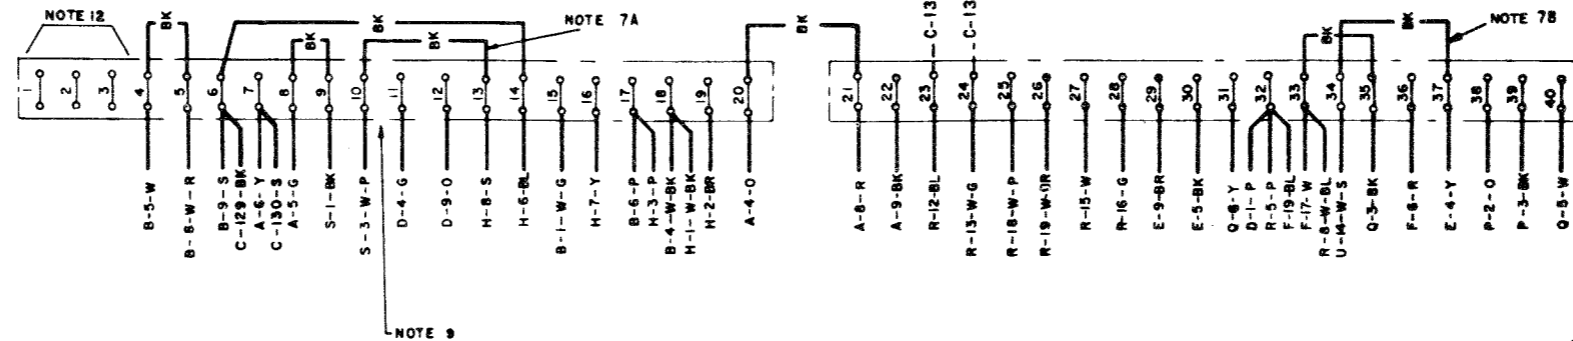 NOTE 12
BK
BK
BK
BK
NOTE 7A
BK
C-13
C-13
BK
BK
NOTE 7B
1
2
3
4
5
6
7
8
9
10
11
12
13
14
15
16
17
18
19
20
21
22
23
24
25
26
27
28
29
30
31
32
33
34
35
36
37
38
39
40
B-5-W
B-8-W-R
B-9-S
C-129-BK
A-6-Y
C-130-S
A-5-G
S-1-BK
S-3-W-P
D-4-G
D-9-O
H-8-S
H-6-BL
B-1-W-G
H-7-Y
B-6-P
H-3-P
B-4-W-BK
H-1-W-BK
H-2-BR
A-4-O
A-8-R
A-9-BK
R-12-BL
R-13-W-G
R-18-W-P
R-19-W-BR
R-15-W
R-16-G
E-9-BR
E-5-BK
Q-6-Y
D-1-P
R-5-P
F-19-BL
F-17-W
R-8-W-BL
U-14-W-S
Q-3-BK
F-6-R
E-4-Y
P-2-O
P-3-BK
Q-5-W
NOTE 9